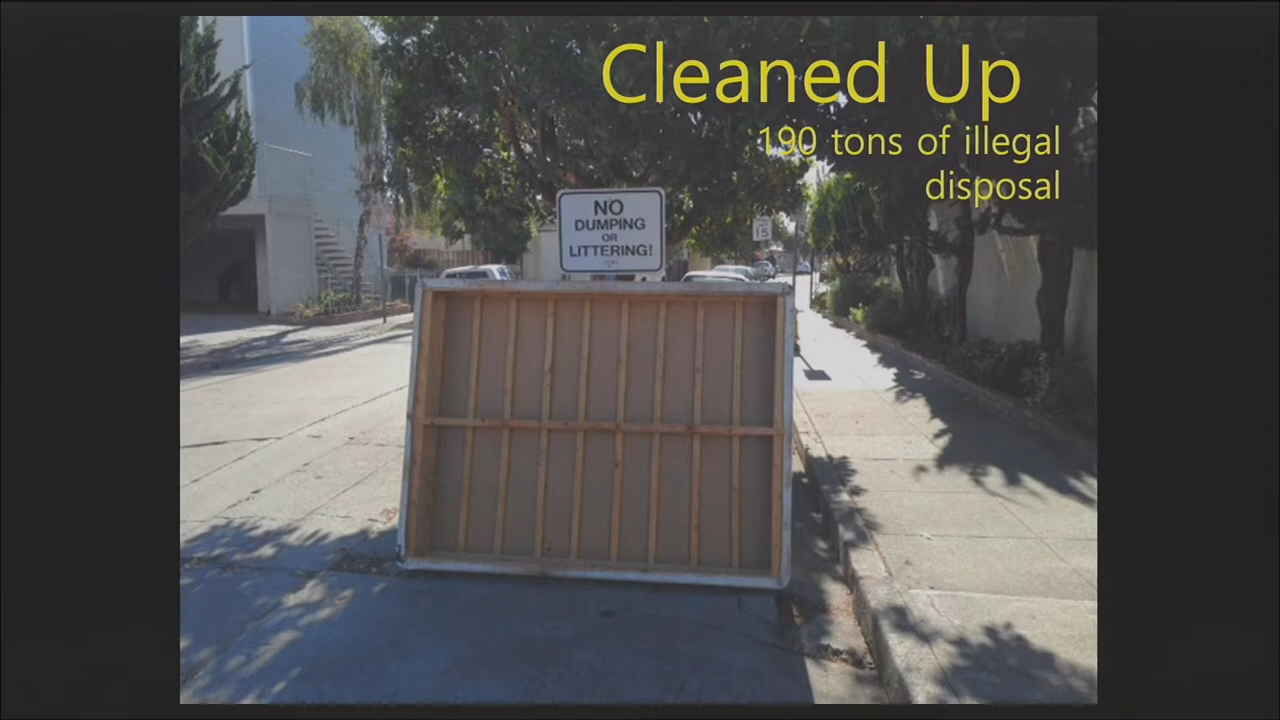 Cleaned Up
190 tons of illegal
disposal
NO
DUMPING
OR
LITTERING!
15